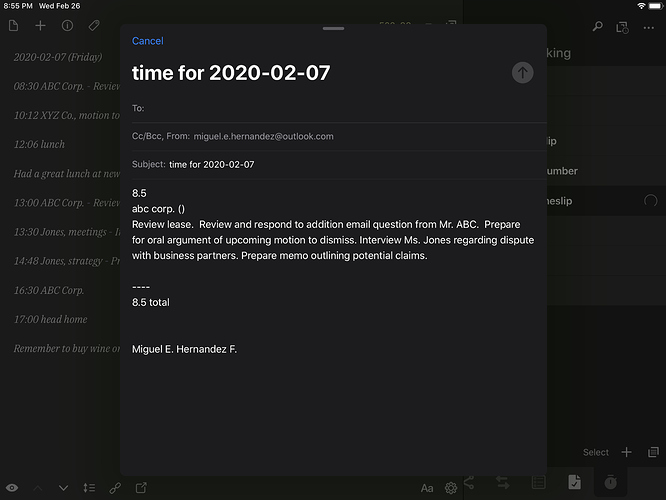 8:55 PM Wed Feb 26
2020-02-07 (Friday)
08:30 ABC Corp. - Review
10:12 XYZ Co., motion to
12:06 lunch
Had a great lunch at new
13:00 ABC Corp. - Review
13:30 Jones, meetings - In
14:48 Jones, strategy - Pr
16:30 ABC Corp.
17:00 head home
Remember to buy wine on
Cancel
time for 2020-02-07
To:
Cc/Bcc, From: miguel.e.hernandez@outlook.com
Subject: time for 2020-02-07
8.5
abc corp. ()
Review lease. Review and respond to addition email question from Mr. ABC. Prepare
for oral argument of upcoming motion to dismiss. Interview Ms. Jones regarding dispute
with business partners. Prepare memo outlining potential claims.
----
8.5 total
Miguel E. Hernandez F.
king
lip
umber
neslip
Select
Aa